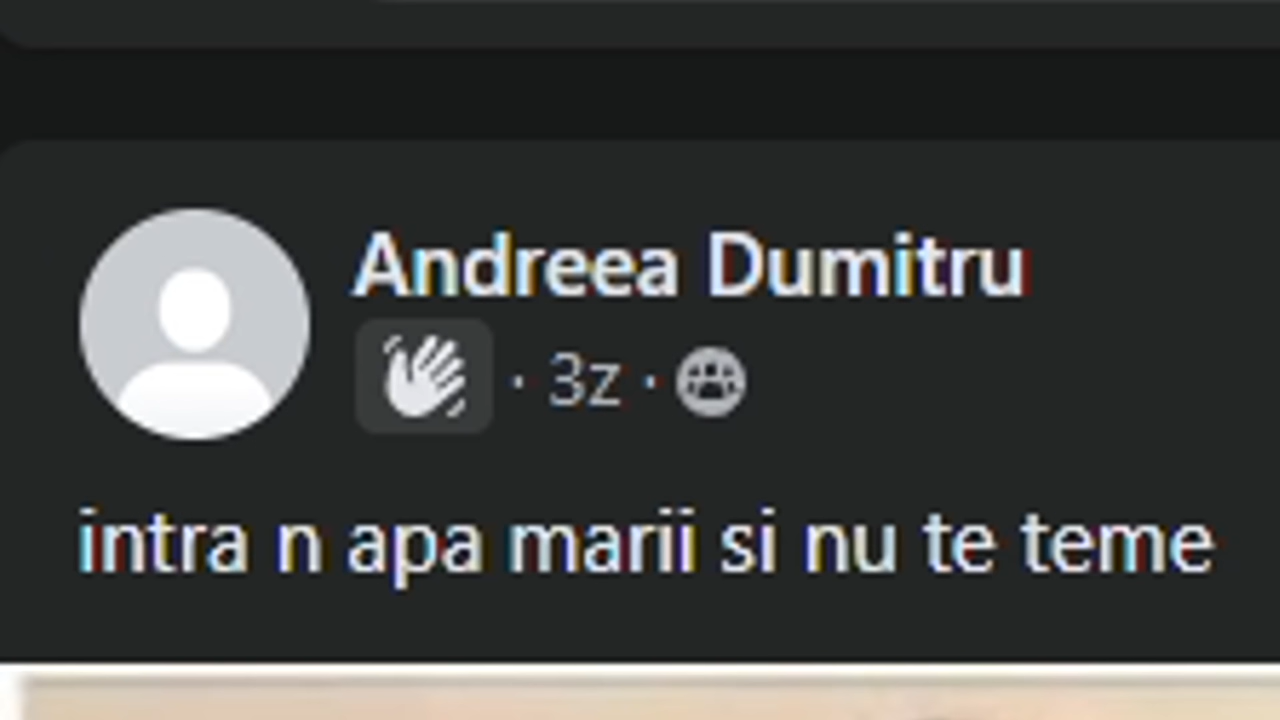 Andreea Dumitru
· 3z ·
intra n apa marii si nu te teme